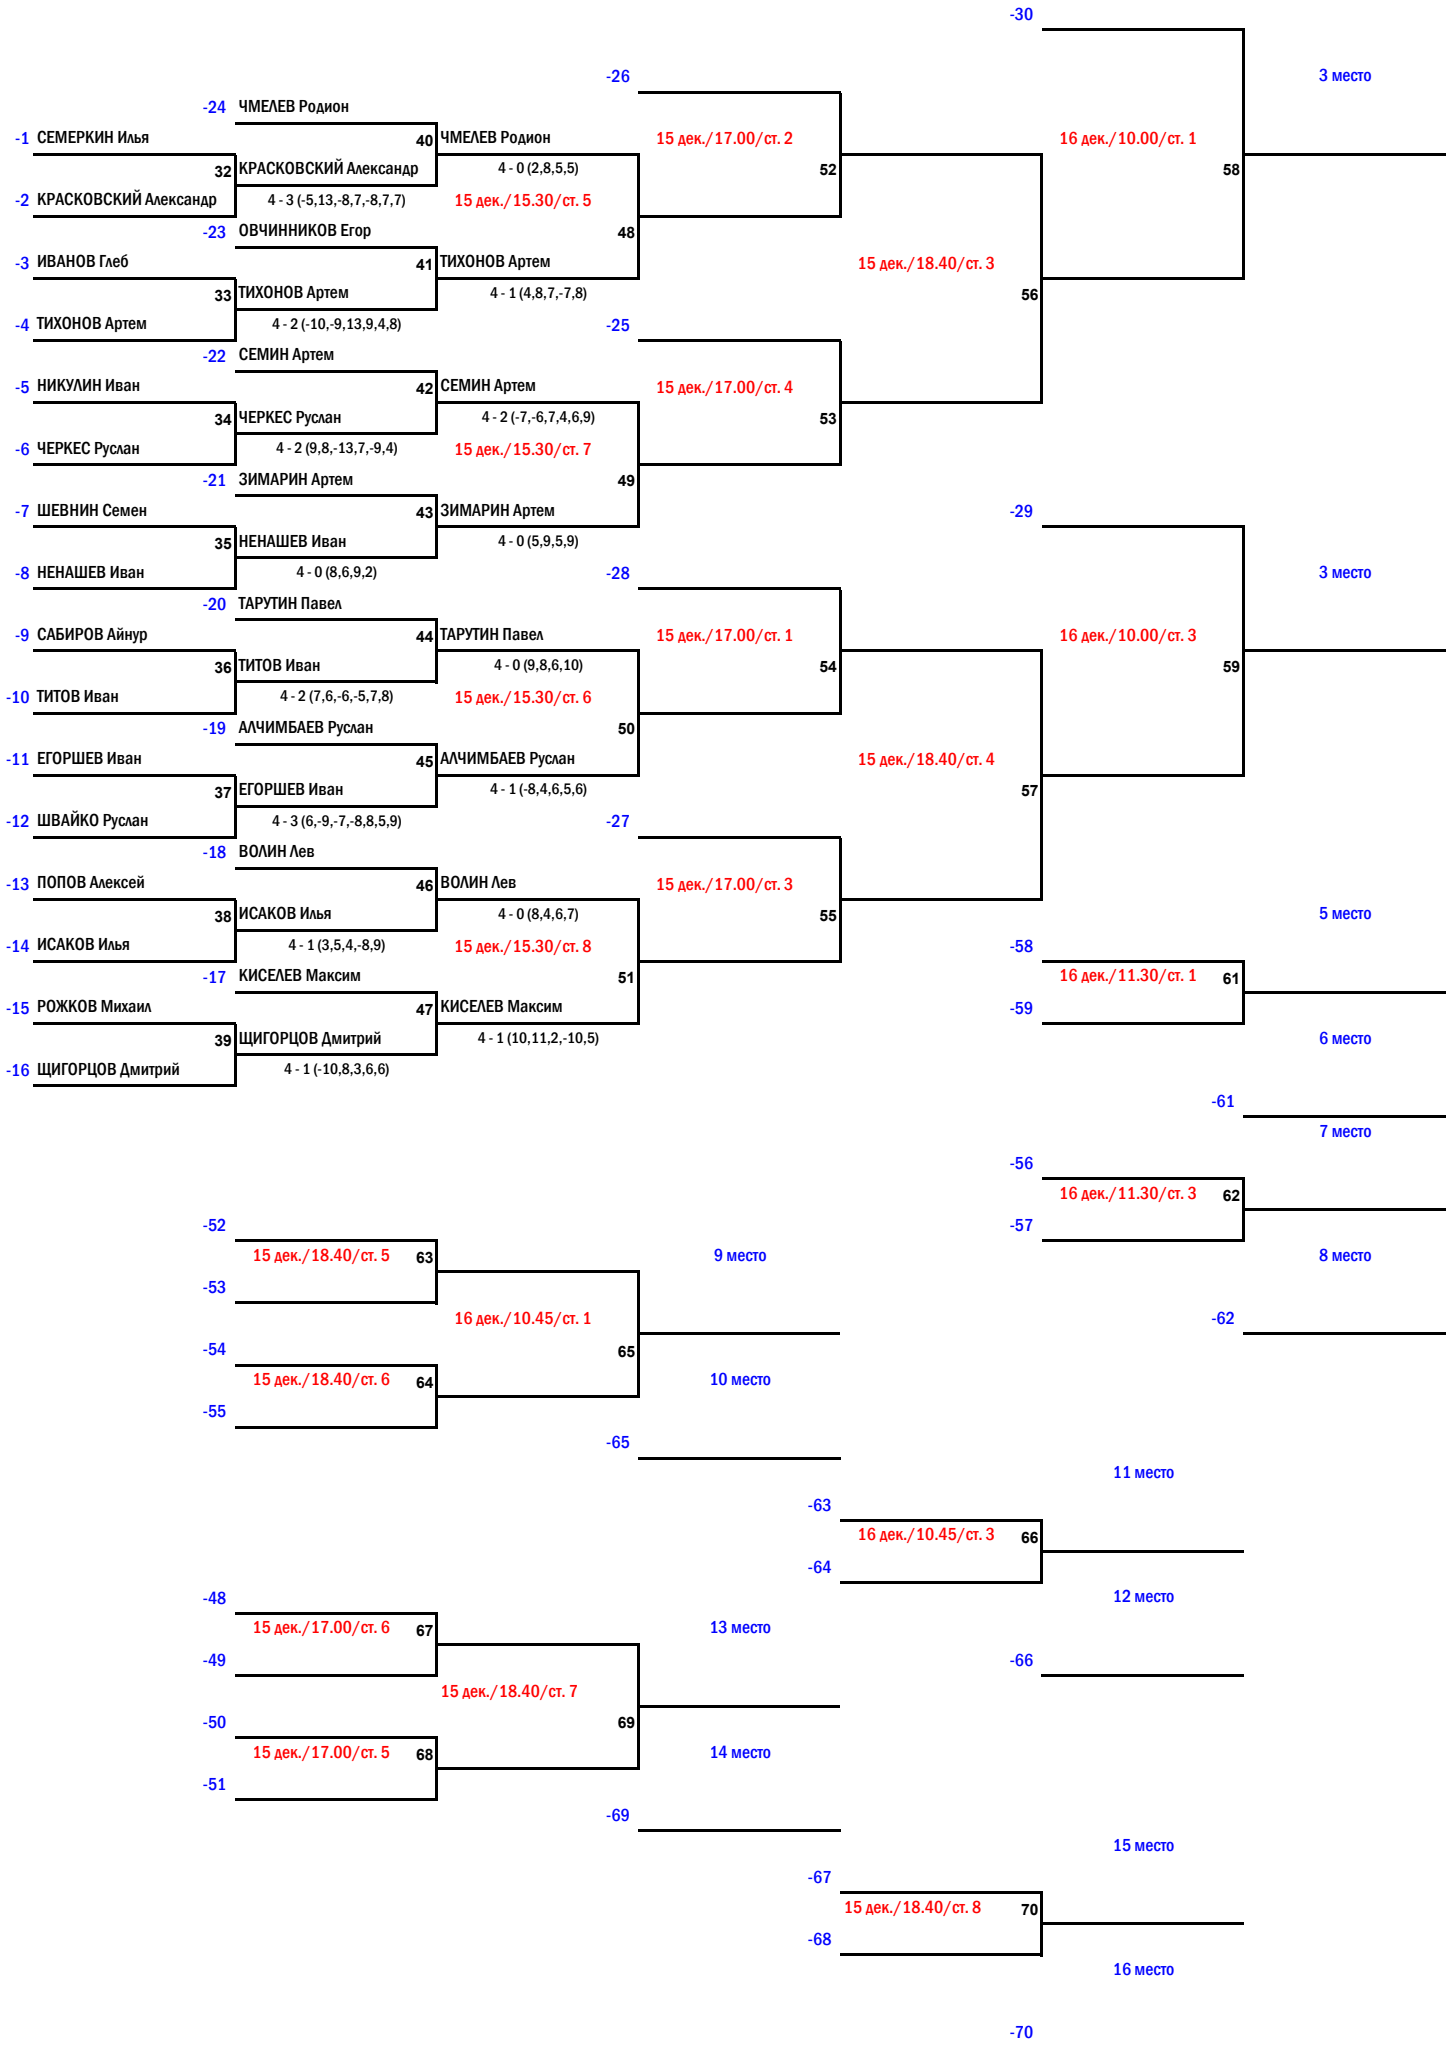 -30
-26
3 место
-24 ЧМЕЛЕВ Родион
-1 СЕМЕРКИН Илья
40 ЧМЕЛЕВ Родион
15 дек./17.00/ст. 2
16 дек./10.00/ст. 1
32 КРАСКОВСКИЙ Александр
4 - 0 (2,8,5,5)
52
58
-2 КРАСКОВСКИЙ Александр
4 - 3 (-5,13,-8,7,-8,7,7)
15 дек./15.30/ст. 5
-23 ОВЧИННИКОВ Егор
48
-3 ИВАНОВ Глеб
41 ТИХОНОВ Артем
15 дек./18.40/ст. 3
33 ТИХОНОВ Артем
4 - 1 (4,8,7,-7,8)
56
-4 ТИХОНОВ Артем
4 - 2 (-10,-9,13,9,4,8)
-25
-22 СЕМИН Артем
-5 НИКУЛИН Иван
42 СЕМИН Артем
15 дек./17.00/ст. 4
34 ЧЕРКЕС Руслан
4 - 2 (-7,-6,7,4,6,9)
53
-6 ЧЕРКЕС Руслан
4 - 2 (9,8,-13,7,-9,4)
15 дек./15.30/ст. 7
-21 ЗИМАРИН Артем
49
-7 ШЕВНИН Семен
43 ЗИМАРИН Артем
-29
35 НЕНАШЕВ Иван
4 - 0 (5,9,5,9)
-8 НЕНАШЕВ Иван
4 - 0 (8,6,9,2)
-28
3 место
-20 ТАРУТИН Павел
-9 САБИРОВ Айнур
44 ТАРУТИН Павел
15 дек./17.00/ст. 1
16 дек./10.00/ст. 3
36 ТИТОВ Иван
4 - 0 (9,8,6,10)
54
59
-10 ТИТОВ Иван
4 - 2 (7,6,-6,-5,7,8)
15 дек./15.30/ст. 6
-19 АЛЧИМБАЕВ Руслан
50
-11 ЕГОРШЕВ Иван
45 АЛЧИМБАЕВ Руслан
15 дек./18.40/ст. 4
37 ЕГОРШЕВ Иван
4 - 1 (-8,4,6,5,6)
57
-12 ШВАЙКО Руслан
4 - 3 (6,-9,-7,-8,8,5,9)
-27
-18 ВОЛИН Лев
-13 ПОПОВ Алексей
46 ВОЛИН Лев
15 дек./17.00/ст. 3
38 ИСАКОВ Илья
4 - 0 (8,4,6,7)
55
5 место
-14 ИСАКОВ Илья
4 - 1 (3,5,4,-8,9)
15 дек./15.30/ст. 8
-58
-17 КИСЕЛЕВ Максим
51
16 дек./11.30/ст. 1 61
-15 РОЖКОВ Михаил
47 КИСЕЛЕВ Максим
-59
39 ЩИГОРЦОВ Дмитрий
4 - 1 (10,11,2,-10,5)
6 место
-16 ЩИГОРЦОВ Дмитрий
4 - 1 (-10,8,3,6,6)
-61
7 место
-56
16 дек./11.30/ст. 3 62
-52
-57
15 дек./18.40/ст. 5 63
9 место
8 место
-53
16 дек./10.45/ст. 1
-62
-54
65
15 дек./18.40/ст. 6 64
10 место
-55
-65
11 место
-63
16 дек./10.45/ст. 3 66
-64
-48
12 место
15 дек./17.00/ст. 6 67
13 место
-49
-66
15 дек./18.40/ст. 7
-50
69
15 дек./17.00/ст. 5 68
14 место
-51
-69
15 место
-67
15 дек./18.40/ст. 8 70
-68
16 место
-70